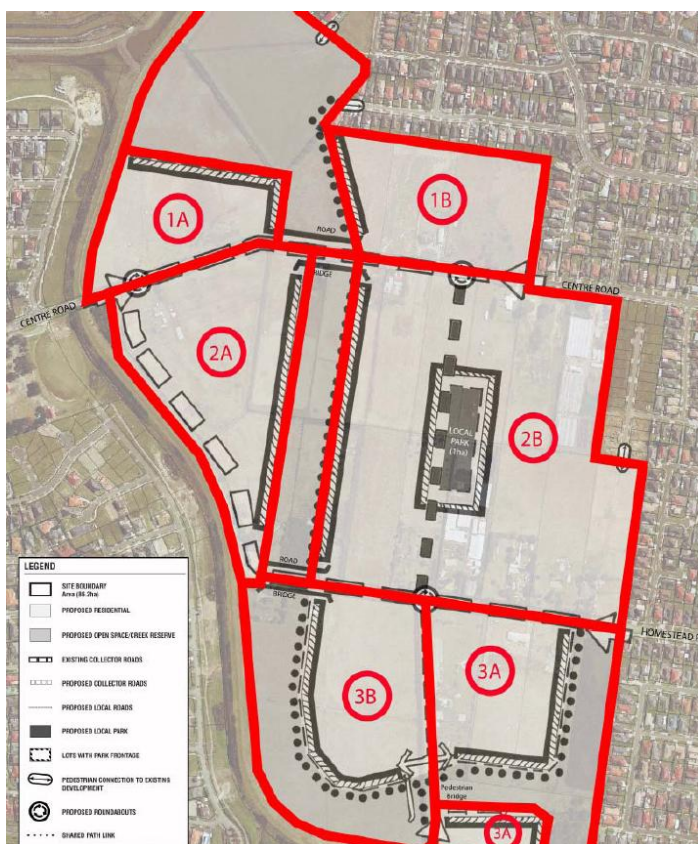 1A
1B
ROAD
BRIDGE
CENTRE ROAD
CENTRE ROAD
2A
LOCAL
PARK
(1ha)
2B
ROAD
BRIDGE
HOMESTEAD
3B
3A
Pedestrian
Bridge
3A
LEGEND
SITE BOUNDARY
PROPOSED RESIDENTIAL
PROPOSED OPEN SPACE/CREEK RESERVE
EXISTING COLLECTOR ROADS
PROPOSED COLLECTOR ROADS
PROPOSED LOCAL ROADS
PROPOSED LOCAL PARK
LOTS WITH PARK FRONTAGE
PEDESTRIAN CONNECTION TO EXISTING
DEVELOPMENT
PROPOSED ROUNDABOUTS
SHARED PATH LINK